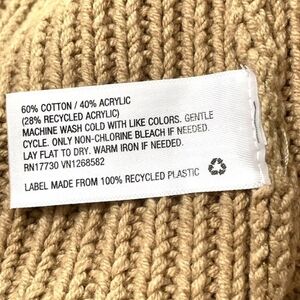 60% COTTON / 40% ACRYLIC
(28% RECYCLED ACRYLIC)
MACHINE WASH COLD WITH LIKE COLORS. GENTLE
CYCLE. ONLY NON-CHLORINE BLEACH IF NEEDED.
LAY FLAT TO DRY. WARM IRON IF NEEDED.
RN17730 VN1268582
LABEL MADE FROM 100% RECYCLED PLASTIC